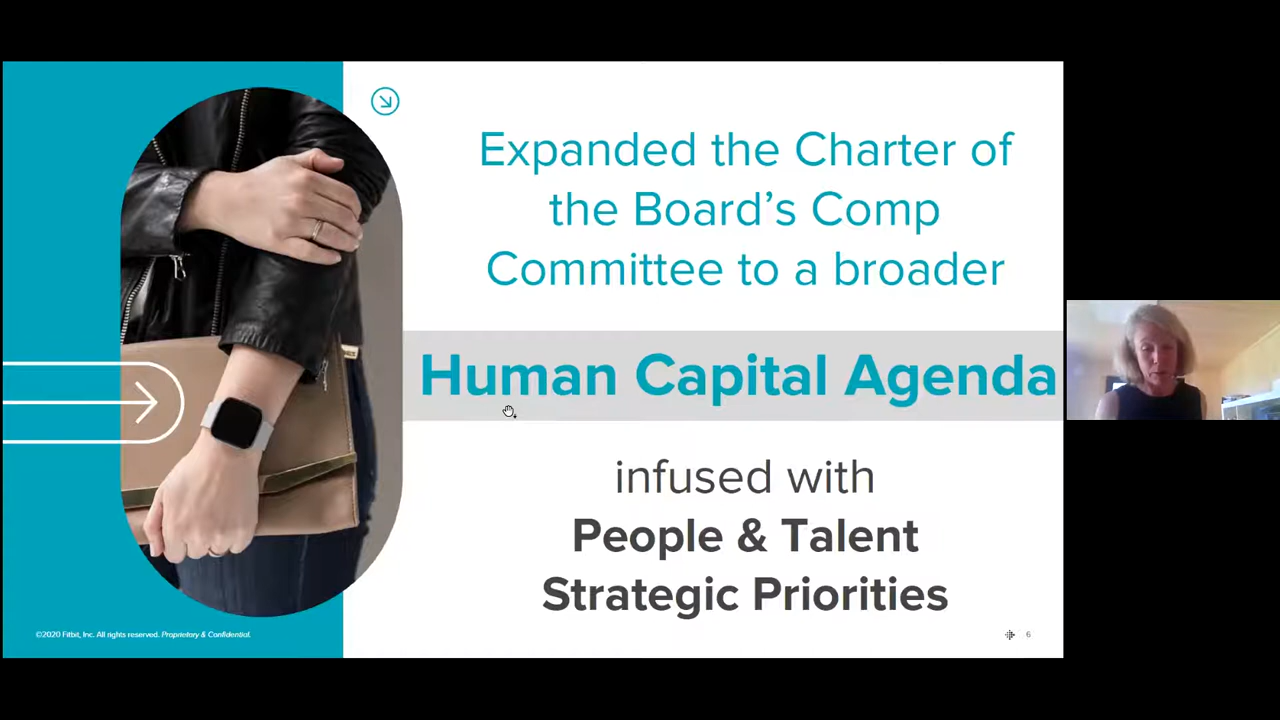 Expanded the Charter of
the Board’s Comp
Committee to a broader
Human Capital Agenda
infused with
People & Talent
Strategic Priorities
©2020 Fitbit, Inc. All rights reserved. Proprietary & Confidential.
6